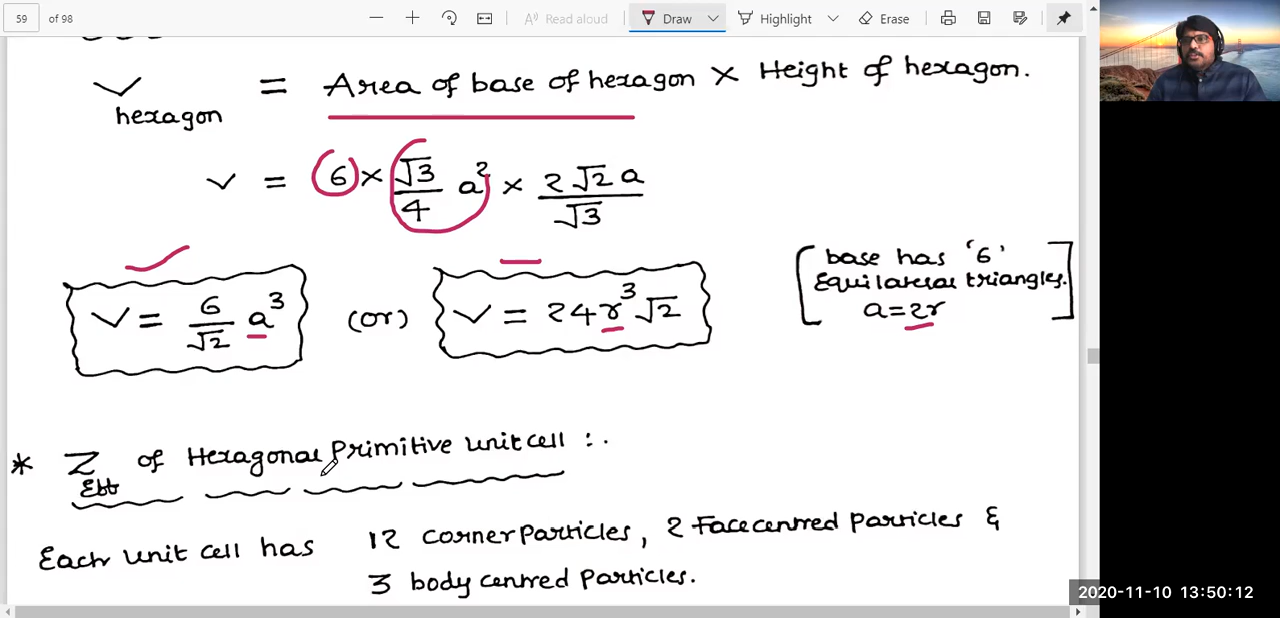 59 of 98
Read aloud Draw Highlight Erase
V hexagon = Area of base of hexagon × Height of hexagon.
V = 6 × √3/4 a² × 2√2a/√3
[base has '6'
Equilateral triangles.
a=2r]
V = 6/√2 a³ (or) V = 24r³√2
* Z Eff of Hexagonal Primitive unit cell :.
Each unit cell has 12 corner Particles, 2 Face centred Particles &
3 body centred Particles.
2020-11-10 13:50:12